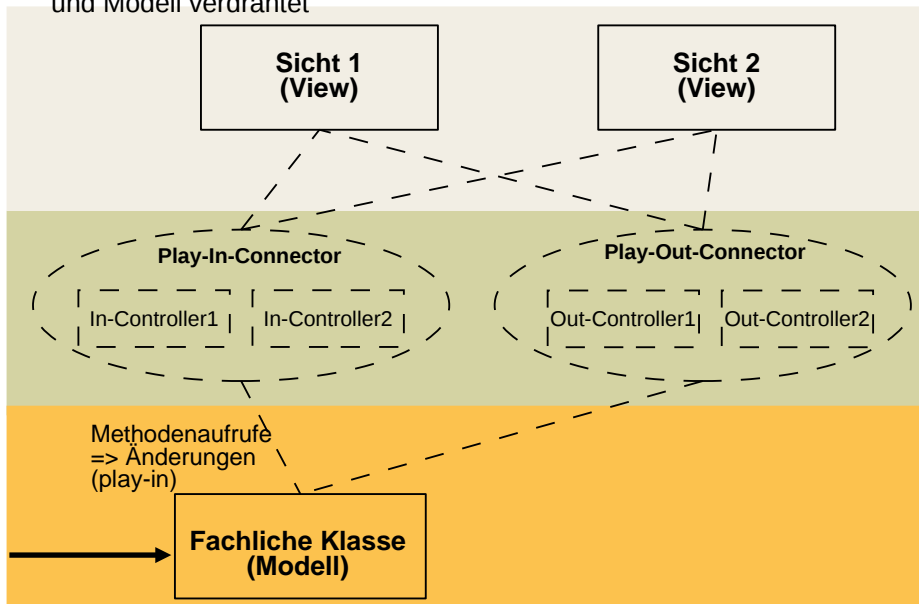 und Modell verdrahtet
Sicht 1
(View)
Sicht 2
(View)
Play-In-Connector
Play-Out-Connector
In-Controller1
In-Controller2
Out-Controller1
Out-Controller2
Methodenaufrufe
=> Änderungen
(play-in)
Fachliche Klasse
(Modell)